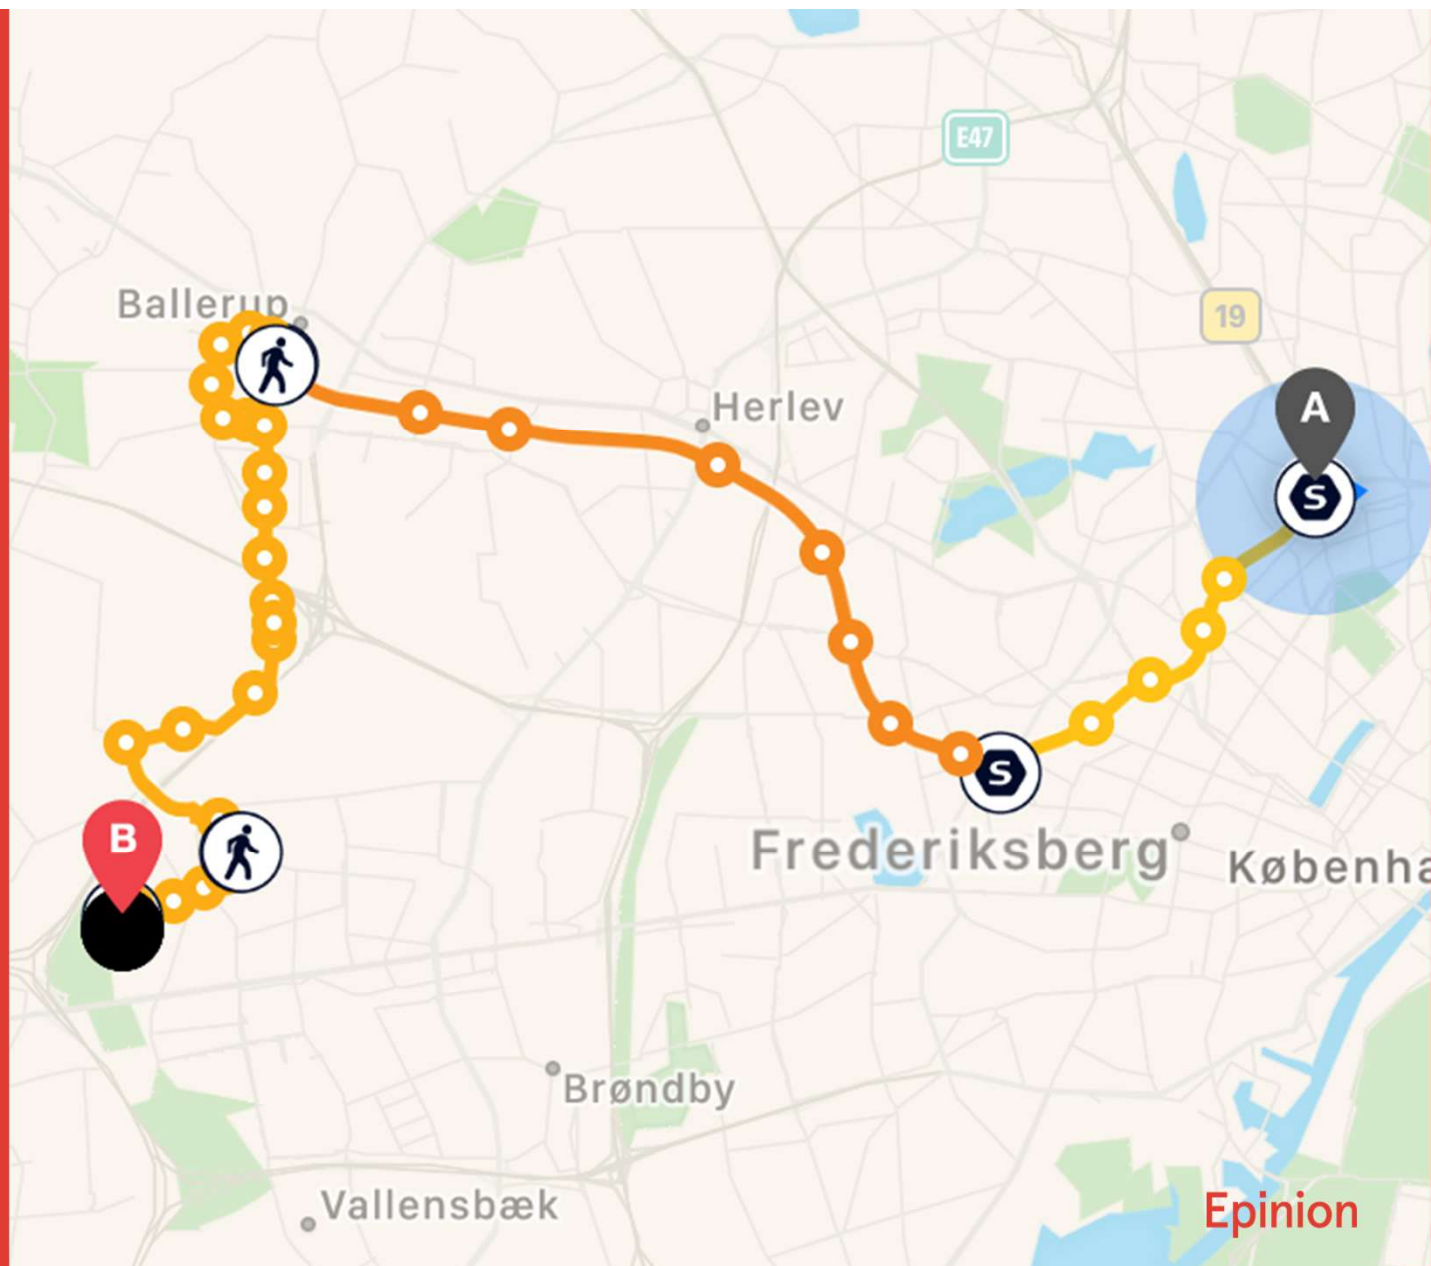 E47
Ballerup
19
Herlev
A
S
S
Frederiksberg
Københa
B
Brøndby
Vallensbæk
Epinion